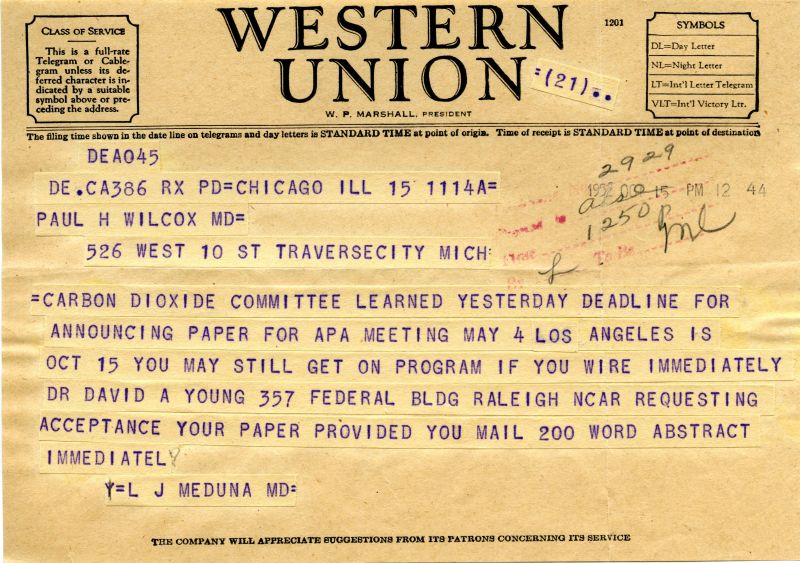 CLASS OF SERVICE
This is a full-rate
Telegram or Cable-
gram unless its de-
ferred character is in-
dicated by a suitable
symbol above or pre-
ceding the address.
WESTERN
UNION
W. P. MARSHALL, PRESIDENT
=(21)..
1201
SYMBOLS
DL=Day Letter
NL=Night Letter
LT=Int'l Letter Telegram
VLT=Int'l Victory Ltr.
The filing time shown in the date line on telegrams and day letters is STANDARD TIME at point of origin. Time of receipt is STANDARD TIME at point of destination
DEA045
DE.CA386 RX PD=CHICAGO ILL 15 1114A=
PAUL H WILCOX MD=
526 WEST 10 ST TRAVERSECITY MICH=
2929
1952 OCT 15 PM 12 44
1250P
To Be
=CARBON DIOXIDE COMMITTEE LEARNED YESTERDAY DEADLINE FOR
ANNOUNCING PAPER FOR APA MEETING MAY 4 LOS ANGELES IS
OCT 15 YOU MAY STILL GET ON PROGRAM IF YOU WIRE IMMEDIATELY
DR DAVID A YOUNG 357 FEDERAL BLDG RALEIGH NCAR REQUESTING
ACCEPTANCE YOUR PAPER PROVIDED YOU MAIL 200 WORD ABSTRACT
IMMEDIATELY
Y=L J MEDUNA MD=
THE COMPANY WILL APPRECIATE SUGGESTIONS FROM ITS PATRONS CONCERNING ITS SERVICE